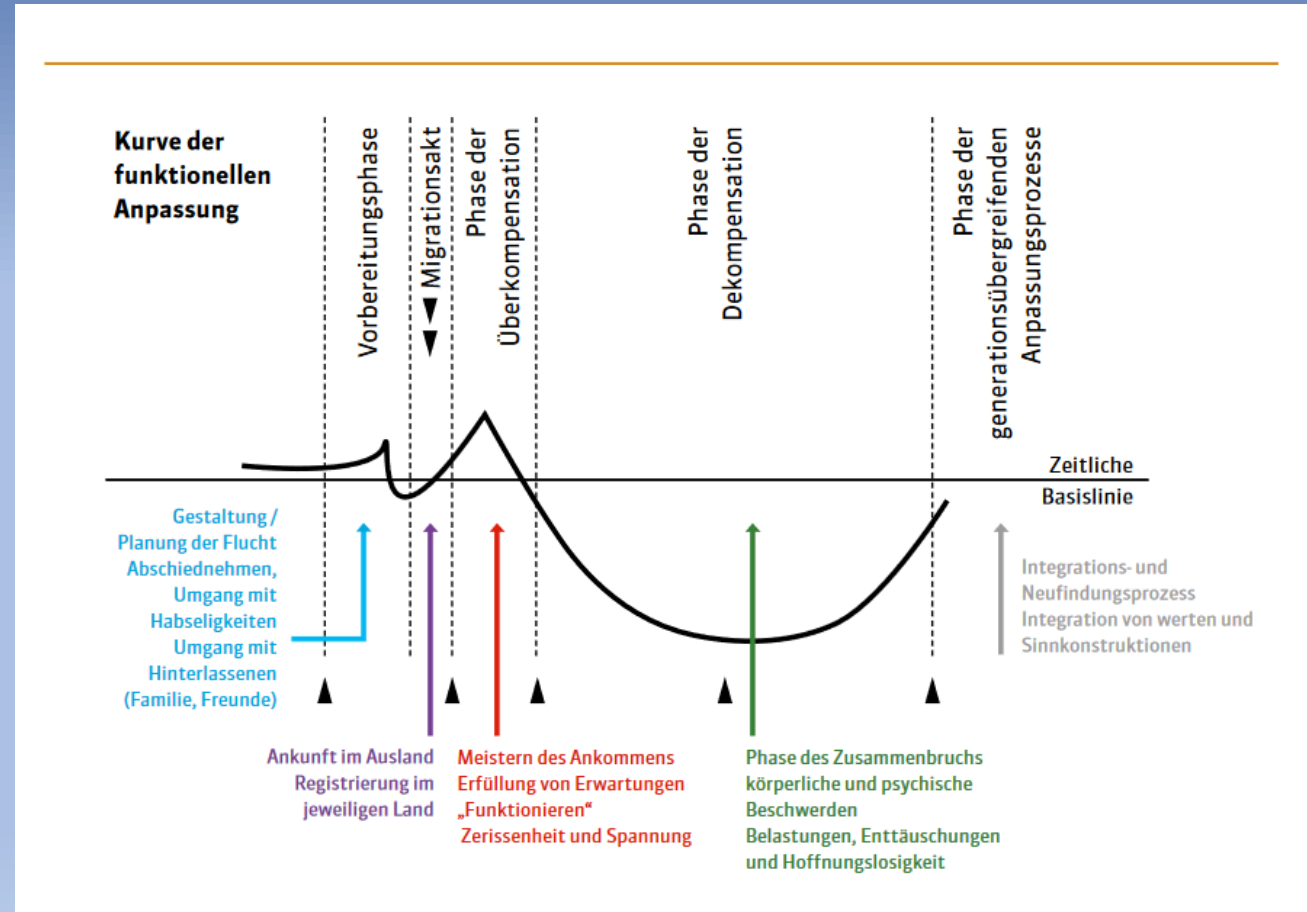 Kurve der
funktionellen
Anpassung
Vorbereitungsphase
Migrationsakt
Phase der
Überkompensation
Phase der
Dekompensation
Phase der
generationsübergreifenden
Anpassungsprozesse
Zeitliche
Basislinie
Gestaltung /
Planung der Flucht
Abschiednehmen,
Umgang mit
Habseligkeiten
Umgang mit
Hinterlassenen
(Familie, Freunde)
Ankunft im Ausland
Registrierung im
jeweiligen Land
Meistern des Ankommens
Erfüllung von Erwartungen
„Funktionieren“
Zerissenheit und Spannung
Phase des Zusammenbruchs
körperliche und psychische
Beschwerden
Belastungen, Enttäuschungen
und Hoffnungslosigkeit
Integrations- und
Neufindungsprozess
Integration von werten und
Sinnkonstruktionen